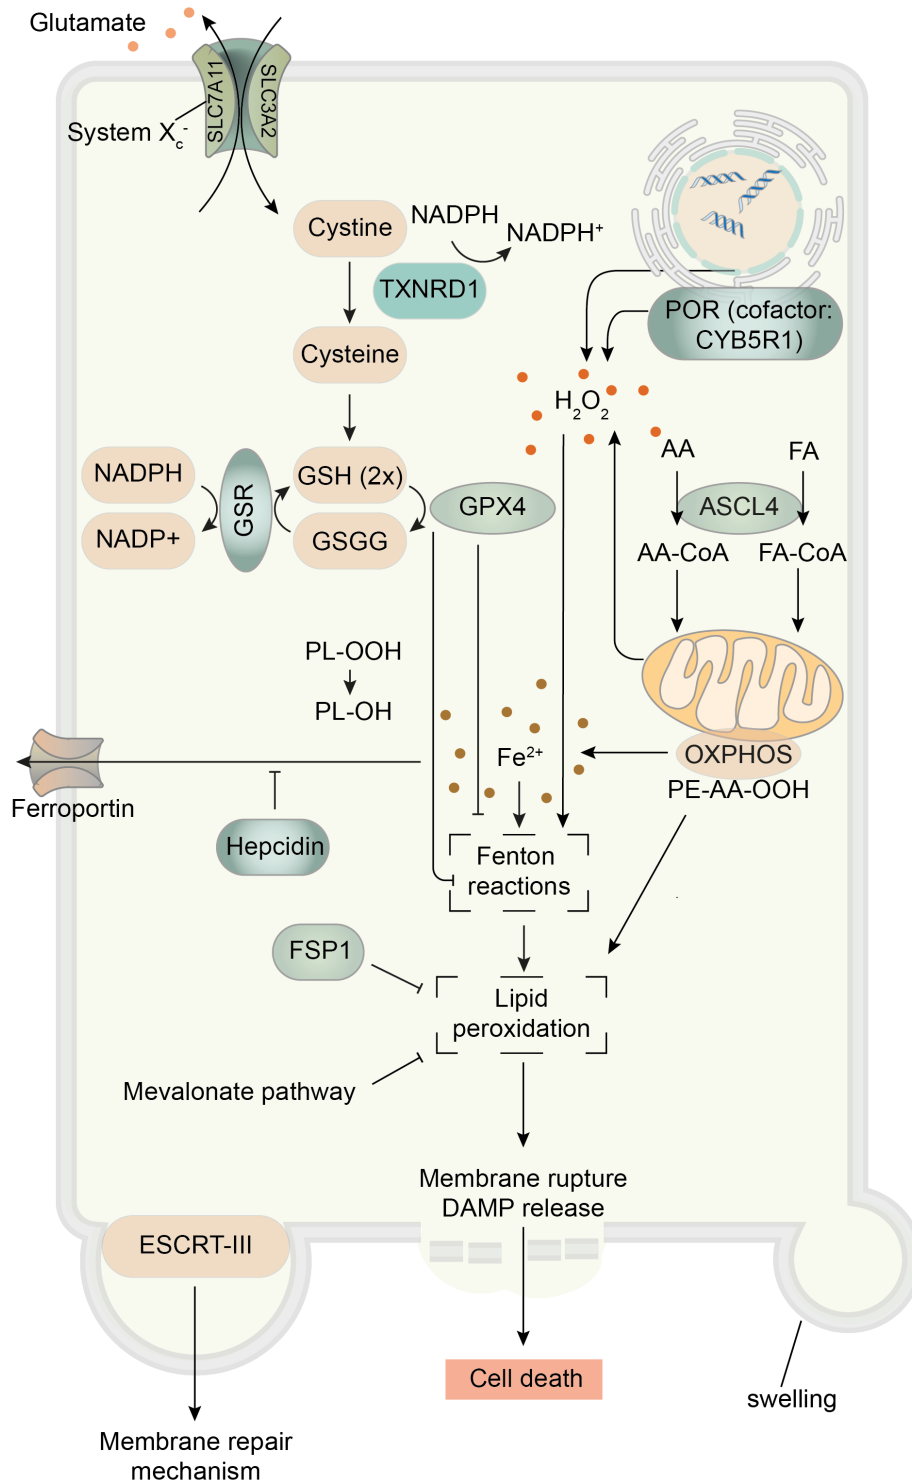 Glutamate
SLC7A11
SLC3A2
System Xc-
Cystine
NADPH
NADPH+
TXNRD1
POR (cofactor:
CYB5R1)
Cysteine
H2O2
AA
FA
NADPH
GSR
GSH (2x)
GPX4
ASCL4
NADP+
GSGG
AA-CoA
FA-CoA
PL-OOH
PL-OH
Fe2+
OXPHOS
PE-AA-OOH
Ferroportin
Hepcidin
Fenton
reactions
FSP1
Lipid
peroxidation
Mevalonate pathway
Membrane rupture
DAMP release
ESCRT-III
Cell death
swelling
Membrane repair
mechanism